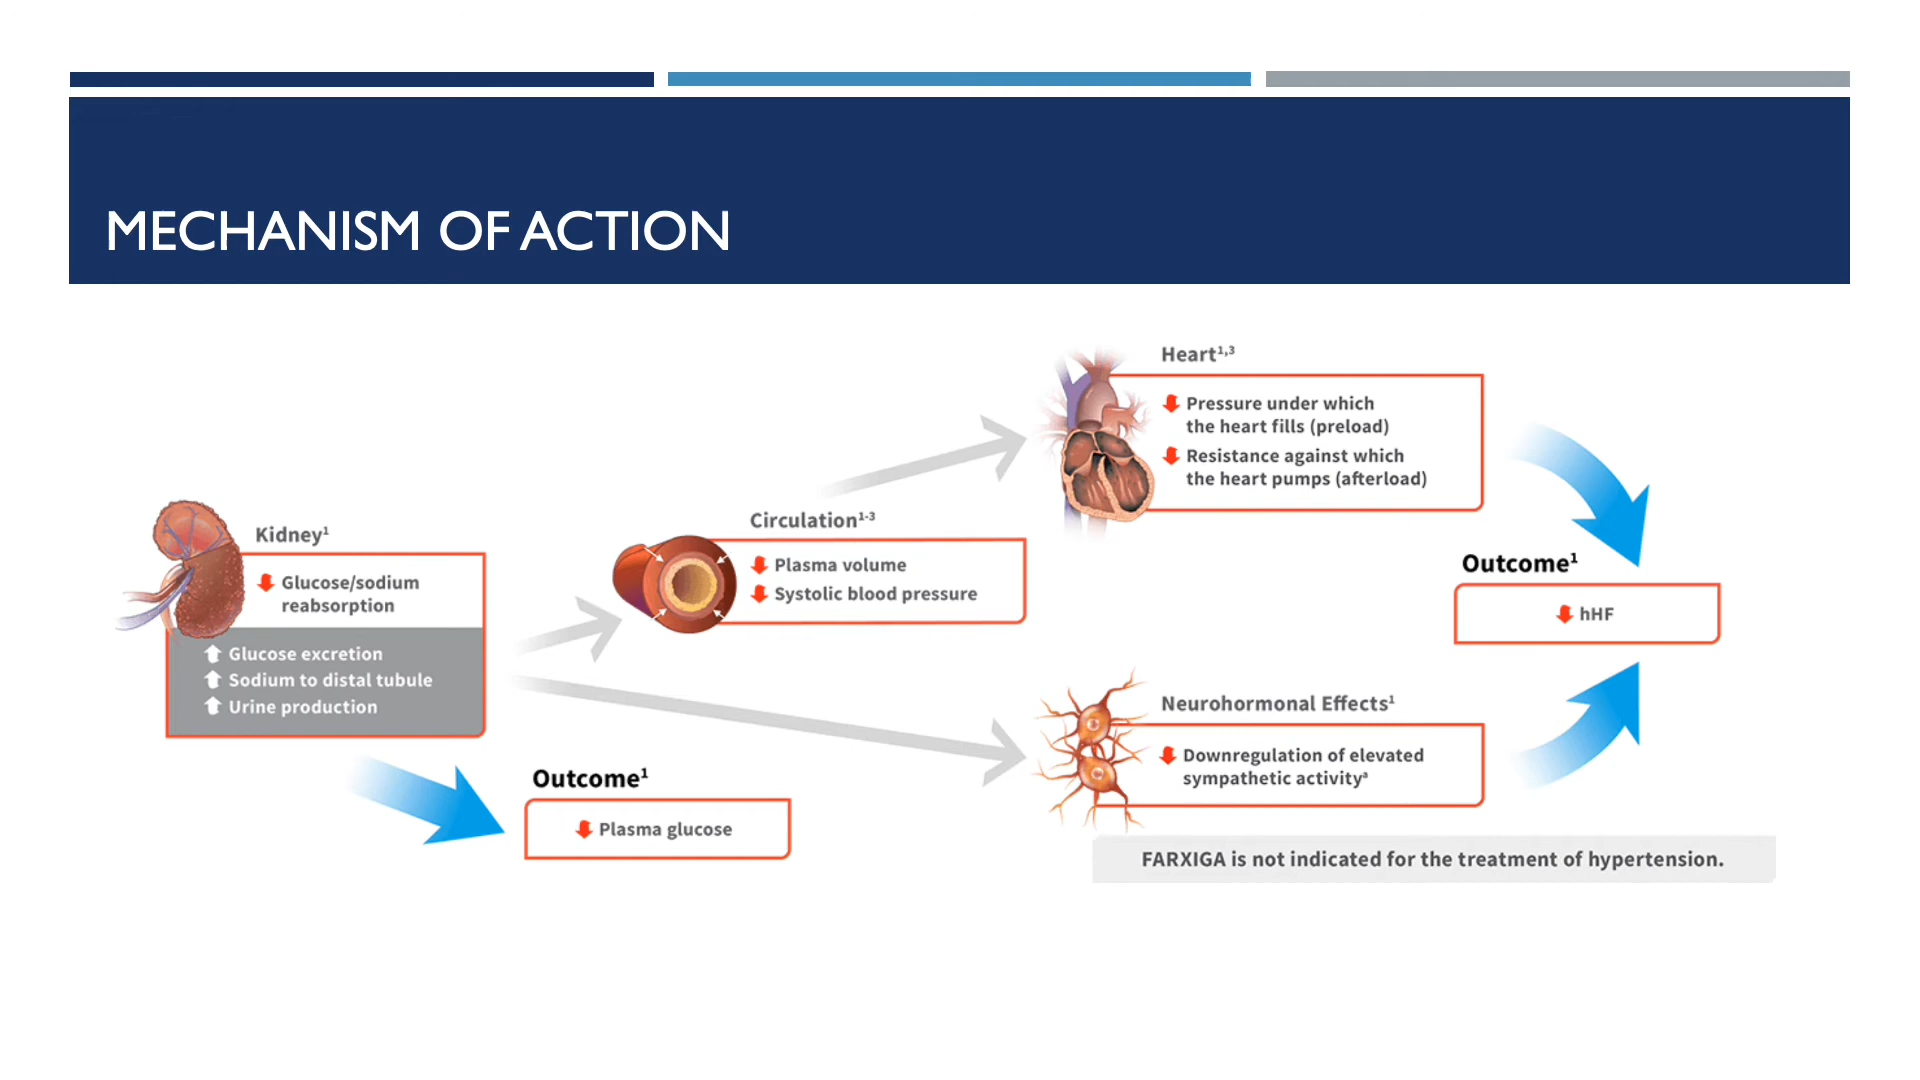 MECHANISM OF ACTION
Kidney¹
Glucose/sodium
reabsorption
Glucose excretion
Sodium to distal tubule
Urine production
Outcome¹
Plasma glucose
Circulation¹⁻³
Plasma volume
Systolic blood pressure
Heart¹,³
Pressure under which
the heart fills (preload)
Resistance against which
the heart pumps (afterload)
Neurohormonal Effects¹
Downregulation of elevated
sympathetic activityᵃ
Outcome¹
hHF
FARXIGA is not indicated for the treatment of hypertension.